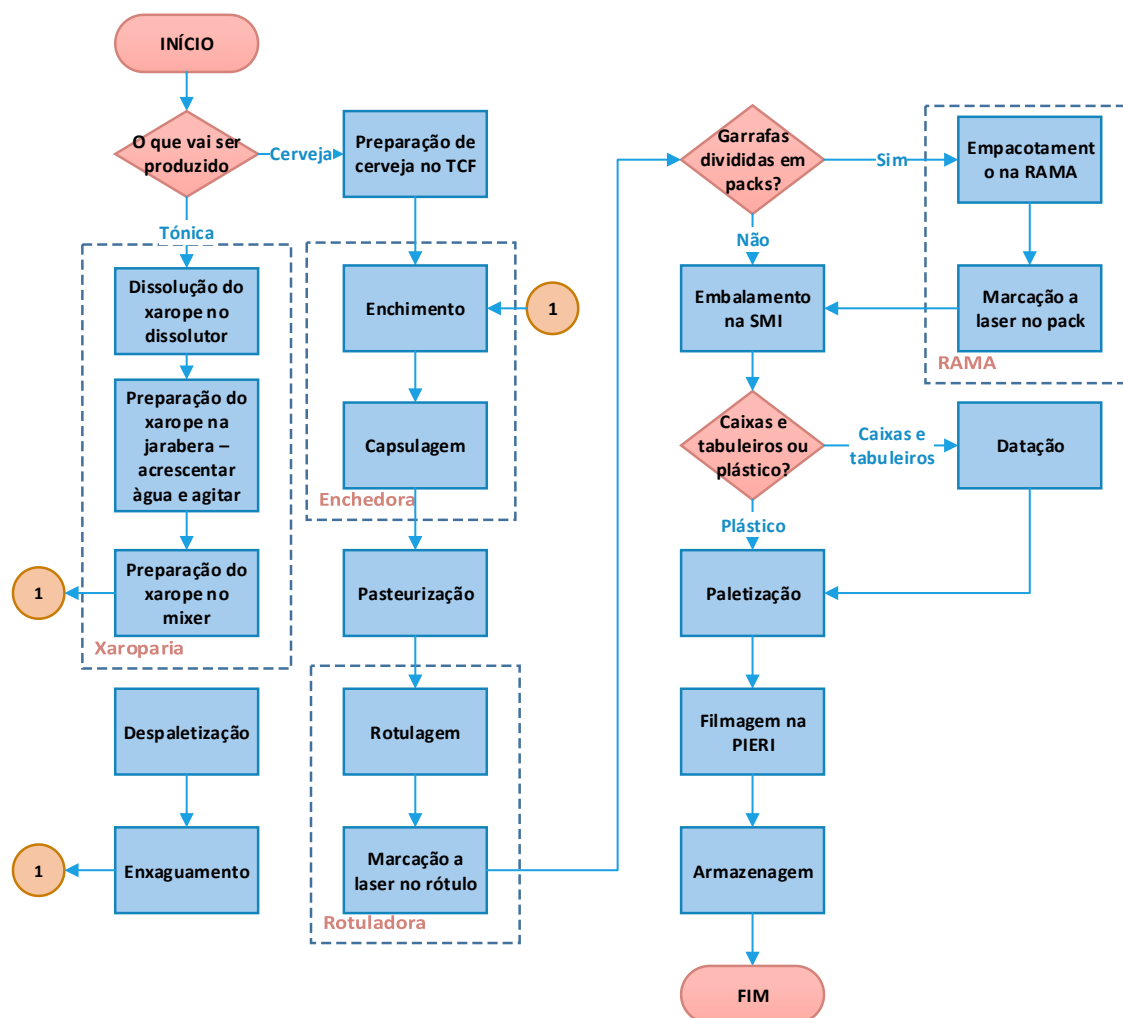 INÍCIO
O que vai ser
produzido
Cerveja
Preparação de
cerveja no TCF
Tónica
Dissolução do
xarope no
dissolutor
Preparação do
xarope na
jarabera –
acrescentar
àgua e agitar
Preparação do
xarope no
mixer
1
Xaroparia
Despaletização
Enxaguamento
1
Enchimento
1
Capsulagem
Enchedora
Pasteurização
Rotulagem
Marcação a
laser no rótulo
Rotuladora
Garrafas
divididas em
packs?
Sim
Empacotament
o na RAMA
Marcação a
laser no pack
RAMA
Não
Embalamento
na SMI
Caixas e
tabuleiros ou
plástico?
Caixas e
tabuleiros
Datação
Plástico
Paletização
Filmagem na
PIERI
Armazenagem
FIM